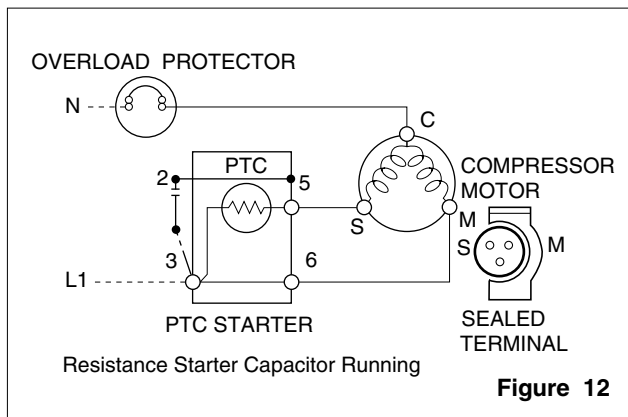 OVERLOAD PROTECTOR
N
C
PTC
2
5
COMPRESSOR
MOTOR
S
M
S
M
3
6
L1
PTC STARTER
SEALED
TERMINAL
Resistance Starter Capacitor Running
Figure 12